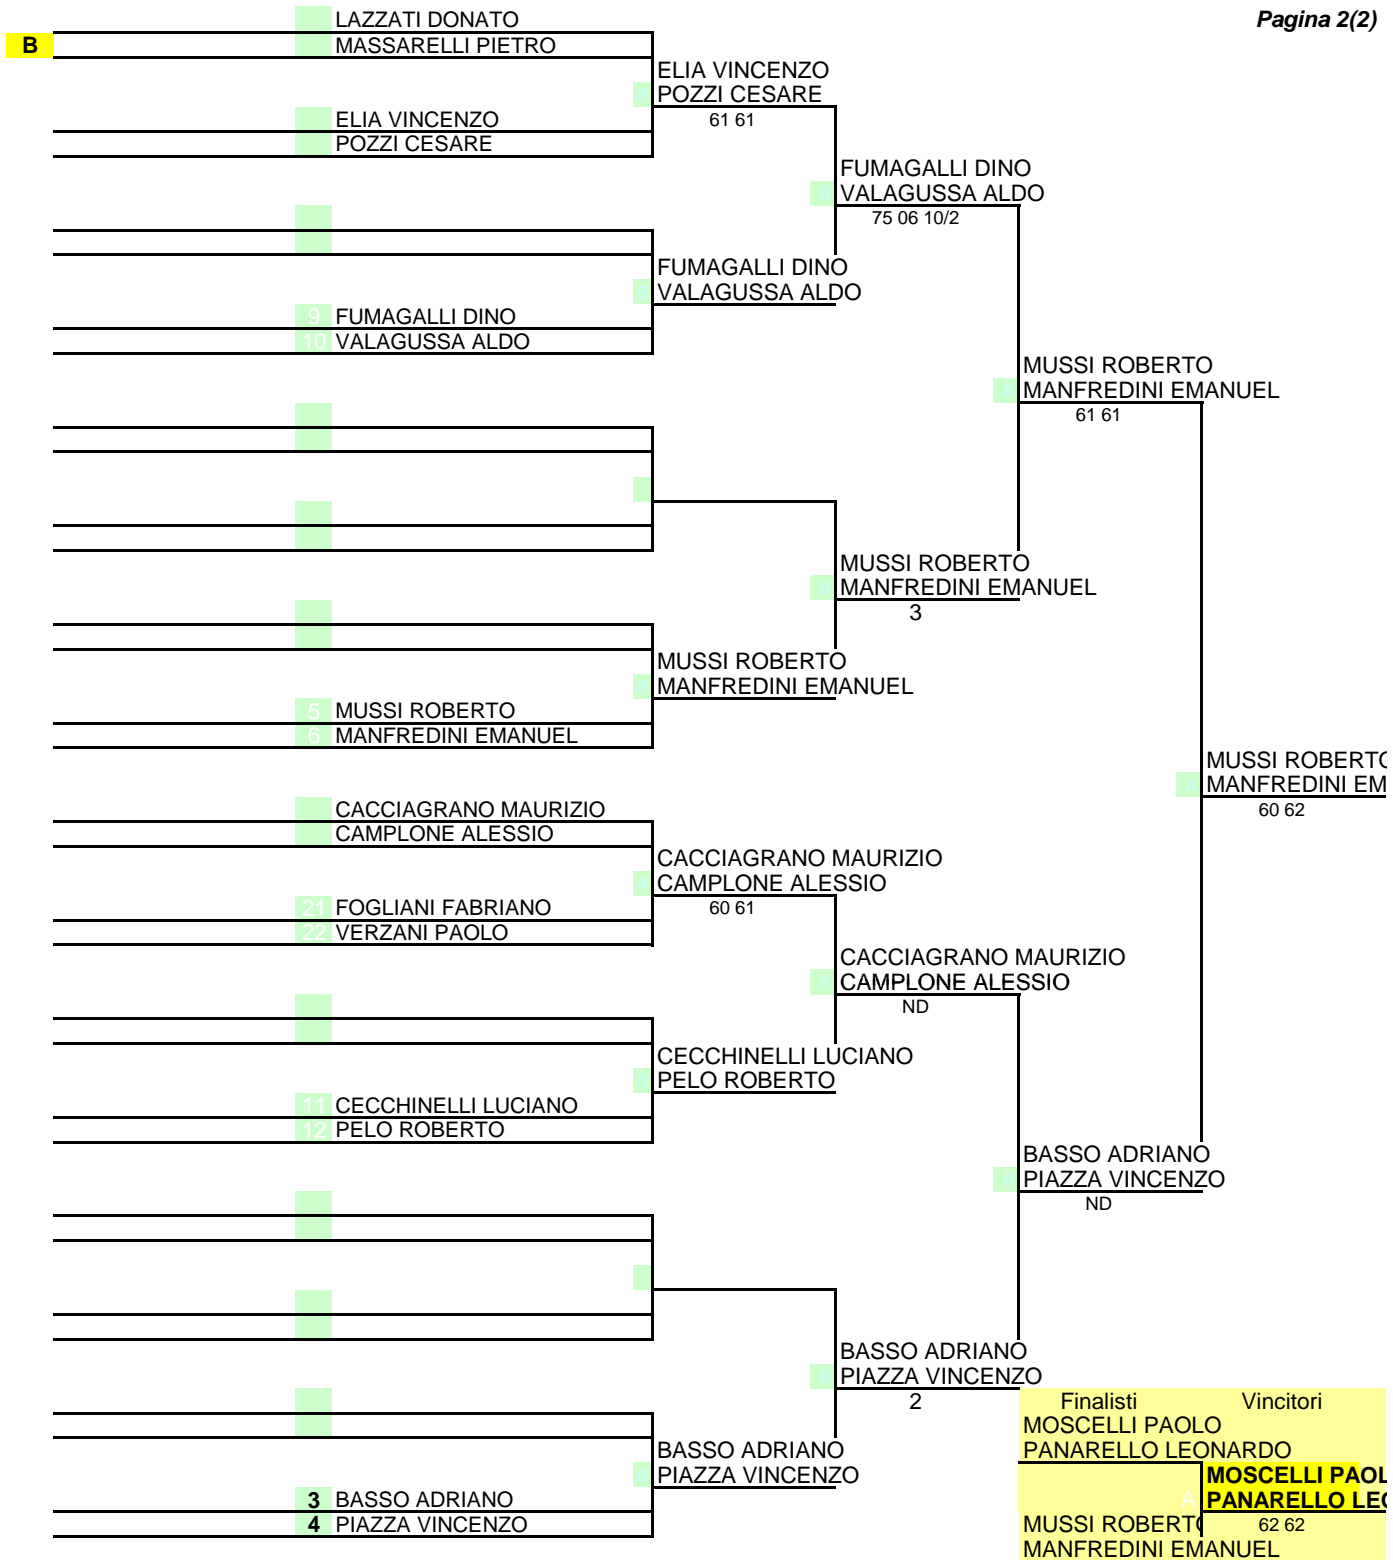 LAZZATI DONATO
Pagina 2(2)
B
MASSARELLI PIETRO
ELIA VINCENZO
POZZI CESARE
61 61
ELIA VINCENZO
POZZI CESARE
FUMAGALLI DINO
VALAGUSSA ALDO
75 06 10/2
FUMAGALLI DINO
VALAGUSSA ALDO
9 FUMAGALLI DINO
10 VALAGUSSA ALDO
MUSSI ROBERTO
MANFREDINI EMANUEL
61 61
MUSSI ROBERTO
MANFREDINI EMANUEL
3
MUSSI ROBERTO
MANFREDINI EMANUEL
5 MUSSI ROBERTO
6 MANFREDINI EMANUEL
MUSSI ROBERTO
MANFREDINI EM
60 62
CACCIAGRANO MAURIZIO
CAMPLONE ALESSIO
CACCIAGRANO MAURIZIO
CAMPLONE ALESSIO
60 61
21 FOGLIANI FABRIANO
22 VERZANI PAOLO
CACCIAGRANO MAURIZIO
CAMPLONE ALESSIO
ND
CECCHINELLI LUCIANO
PELO ROBERTO
11 CECCHINELLI LUCIANO
12 PELO ROBERTO
BASSO ADRIANO
PIAZZA VINCENZO
ND
BASSO ADRIANO
PIAZZA VINCENZO
2
Finalisti Vincitori
MOSCELLI PAOLO
PANARELLO LEONARDO
BASSO ADRIANO
PIAZZA VINCENZO
MOSCELLI PAOL
A PANARELLO LEO
62 62
3 BASSO ADRIANO
4 PIAZZA VINCENZO
MUSSI ROBERTO
MANFREDINI EMANUEL